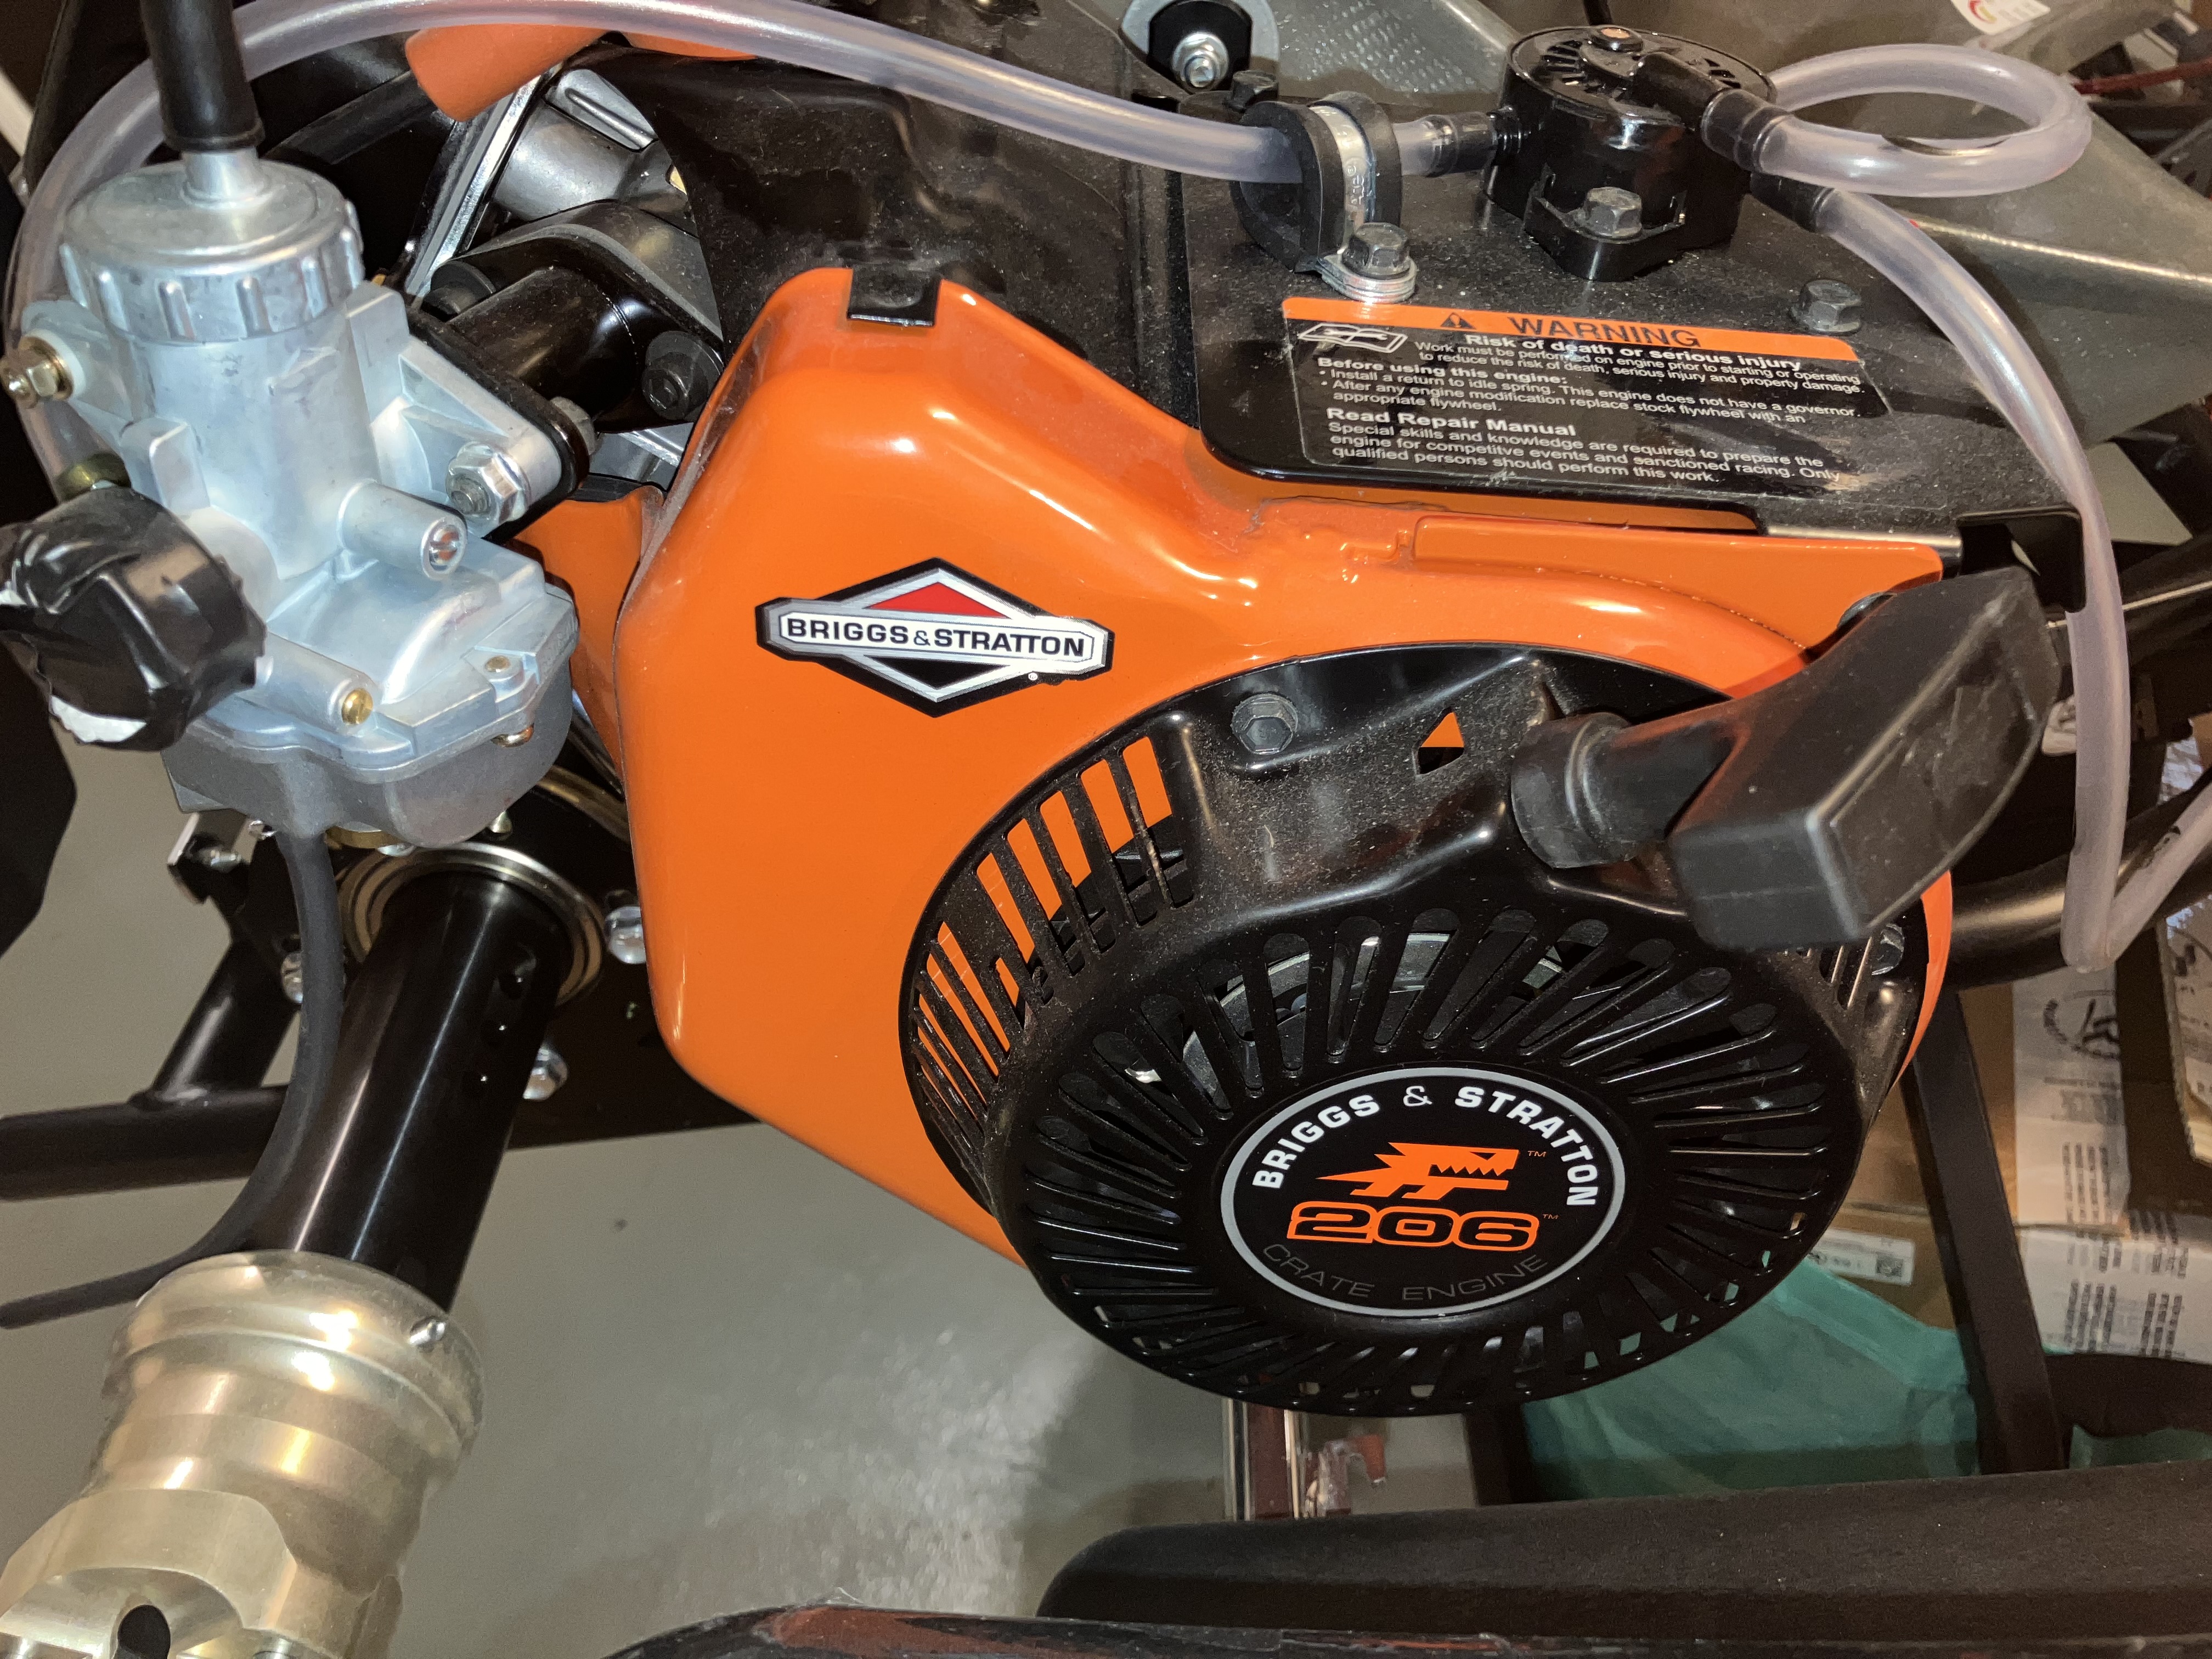 WARNING
Risk of death or serious injury
Work must be performed on engine prior to starting or operating
to reduce the risk of death, serious injury and property damage.
Before using this engine:
• Install a return to idle spring. This engine does not have a governor.
• After any engine modification replace stock flywheel with an
appropriate flywheel.
Read Repair Manual
Special skills and knowledge are required to prepare the
engine for competitve events and sanctioned racing. Only
qualified persons should perform this work.
BRIGGS & STRATTON ®
BRIGGS & STRATTON
TM
206 TM
CRATE ENGINE